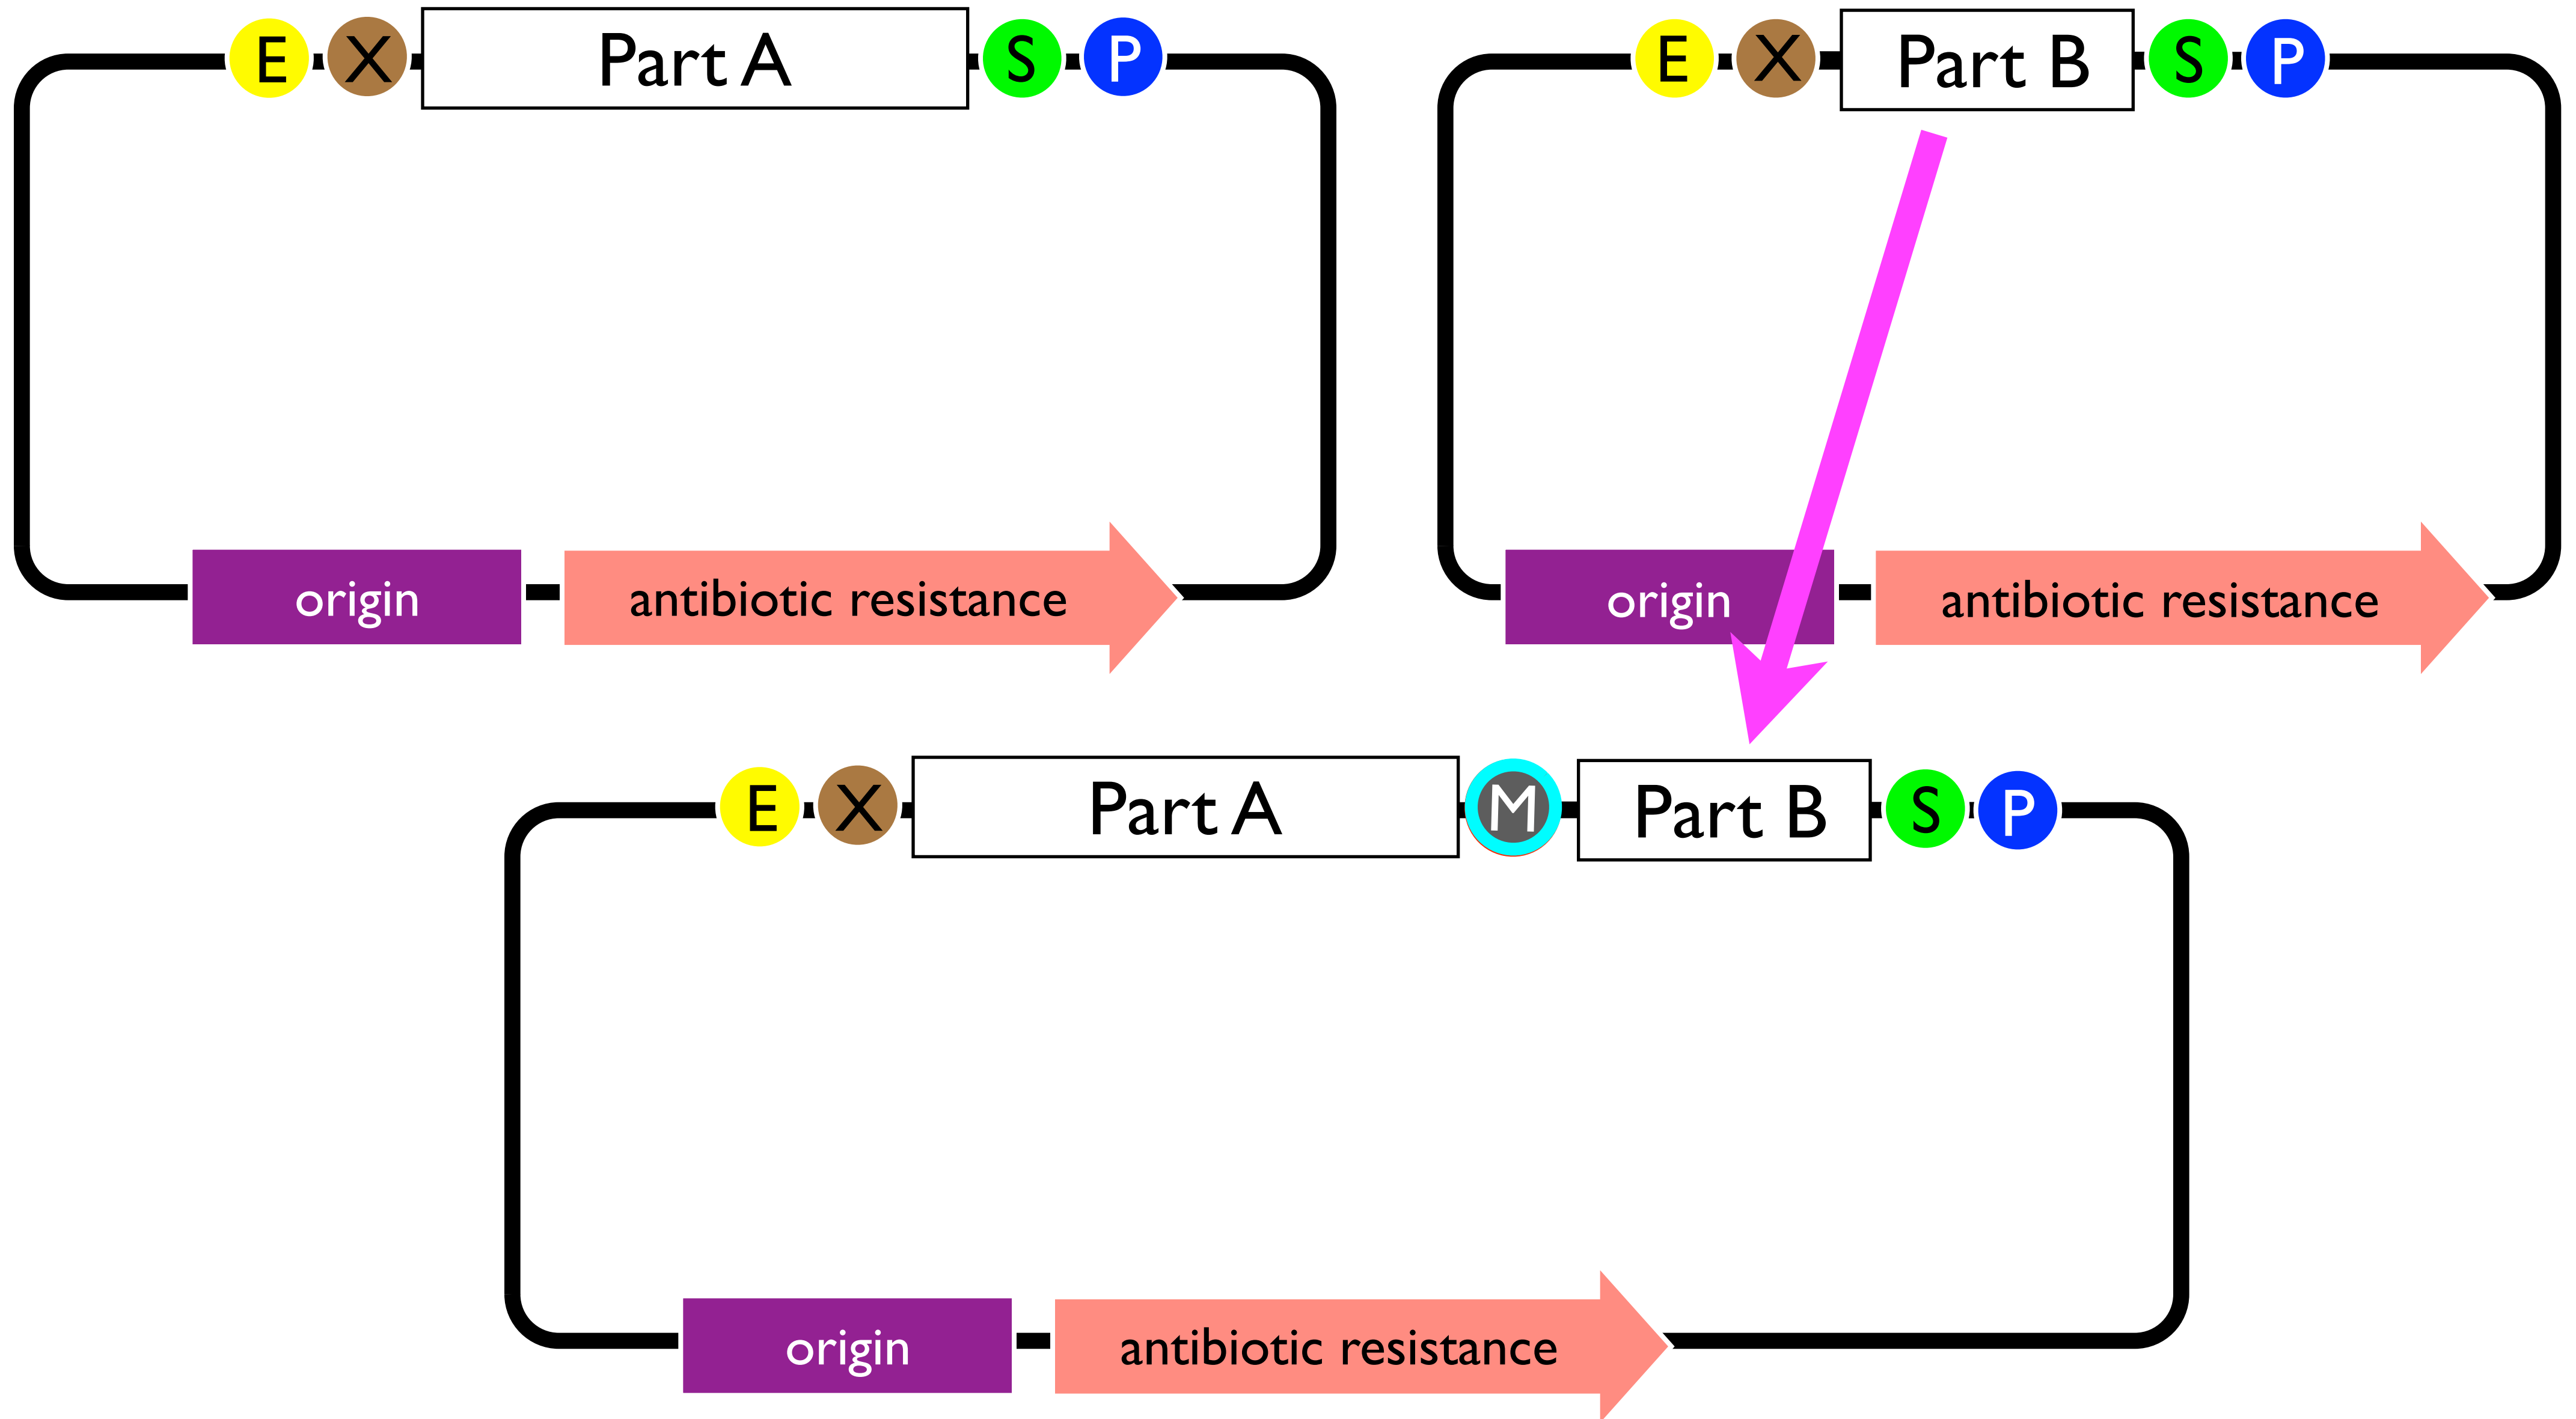 E X Part A S P
E X Part B S P
origin antibiotic resistance
origin antibiotic resistance
E X Part A M Part B S P
origin antibiotic resistance